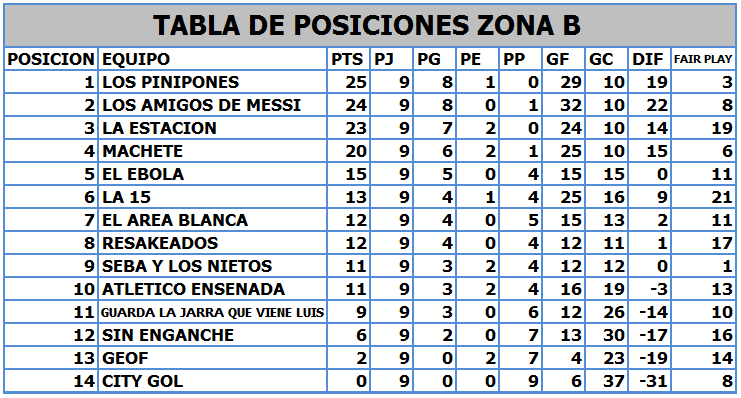 TABLA DE POSICIONES ZONA B
POSICION EQUIPO PTS PJ PG PE PP GF GC DIF FAIR PLAY
1 LOS PINIPONES 25 9 8 1 0 29 10 19 3
2 LOS AMIGOS DE MESSI 24 9 8 0 1 32 10 22 8
3 LA ESTACION 23 9 7 2 0 24 10 14 19
4 MACHETE 20 9 6 2 1 25 10 15 6
5 EL EBOLA 15 9 5 0 4 15 15 0 11
6 LA 15 13 9 4 1 4 25 16 9 21
7 EL AREA BLANCA 12 9 4 0 5 15 13 2 11
8 RESAKEADOS 12 9 4 0 4 12 11 1 17
9 SEBA Y LOS NIETOS 11 9 3 2 4 12 12 0 1
10 ATLETICO ENSENADA 11 9 3 2 4 16 19 -3 13
11 GUARDA LA JARRA QUE VIENE LUIS 9 9 3 0 6 12 26 -14 10
12 SIN ENGANCHE 6 9 2 0 7 13 30 -17 16
13 GEOF 2 9 0 2 7 4 23 -19 14
14 CITY GOL 0 9 0 0 9 6 37 -31 8